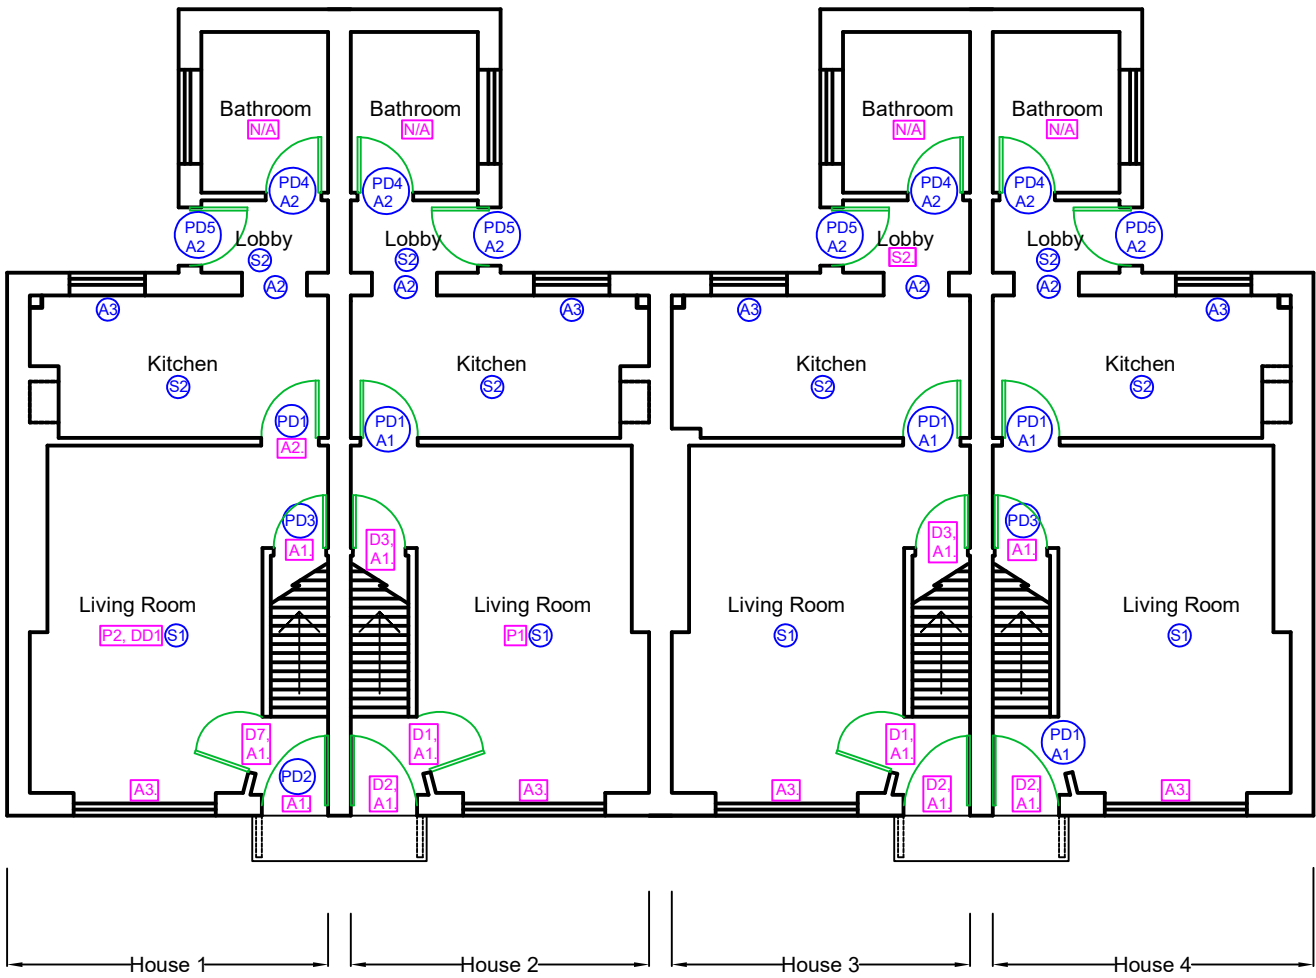 Bathroom
N/A
Bathroom
N/A
Bathroom
N/A
Bathroom
N/A
PD4
A2
PD4
A2
PD4
A2
PD4
A2
PD5
A2
Lobby
S2
A2
Lobby
S2
A2
PD5
A2
PD5
A2
Lobby
S2.
A2
Lobby
S2
A2
PD5
A2
A3
A3
A3
A3
Kitchen
S2
Kitchen
S2
Kitchen
S2
Kitchen
S2
PD1
A2.
PD1
A1
PD1
A1
PD1
A1
PD3
A1.
D3,
A1.
D3,
A1.
PD3
A1.
Living Room
P2, DD1 S1
Living Room
P1 S1
Living Room
S1
Living Room
S1
D7,
A1.
D1,
A1.
D1,
A1.
PD1
A1
A3.
PD2
A1.
D2,
A1.
A3.
A3.
D2,
A1.
D2,
A1.
A3.
House 1
House 2
House 3
House 4